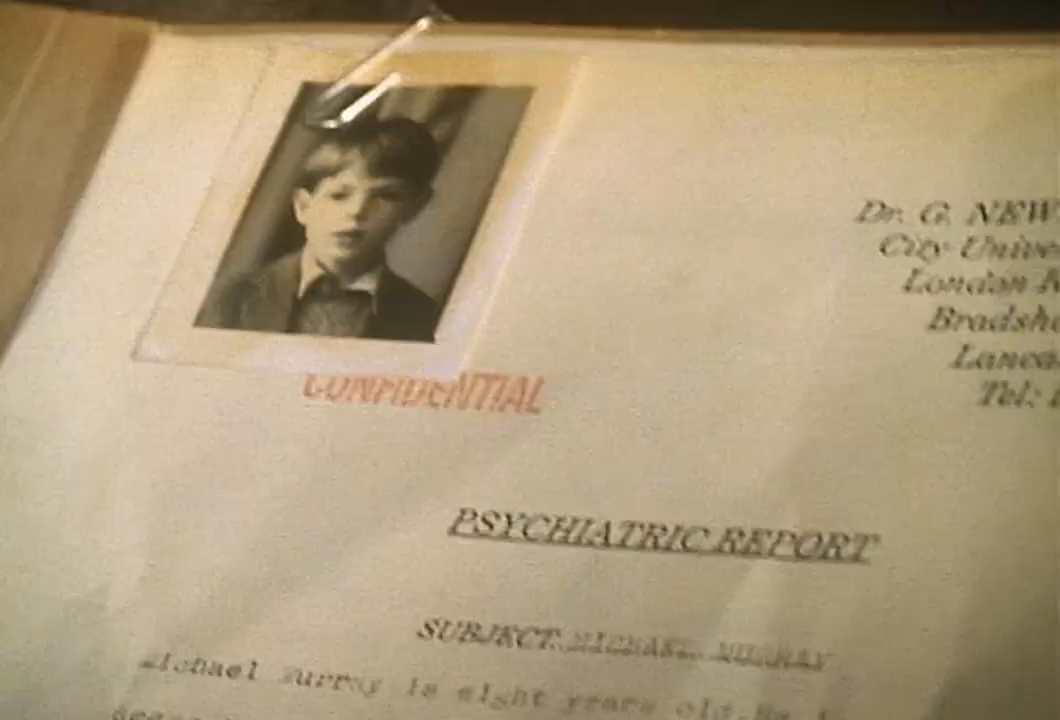 Dr. G. NEW
City Unive
London R
Bradsh
Lanca
Tel:
CONFIDENTIAL
PSYCHIATRIC REPORT
SUBJECT: MICHAEL MURRAY
Michael Murray is eight years old. He